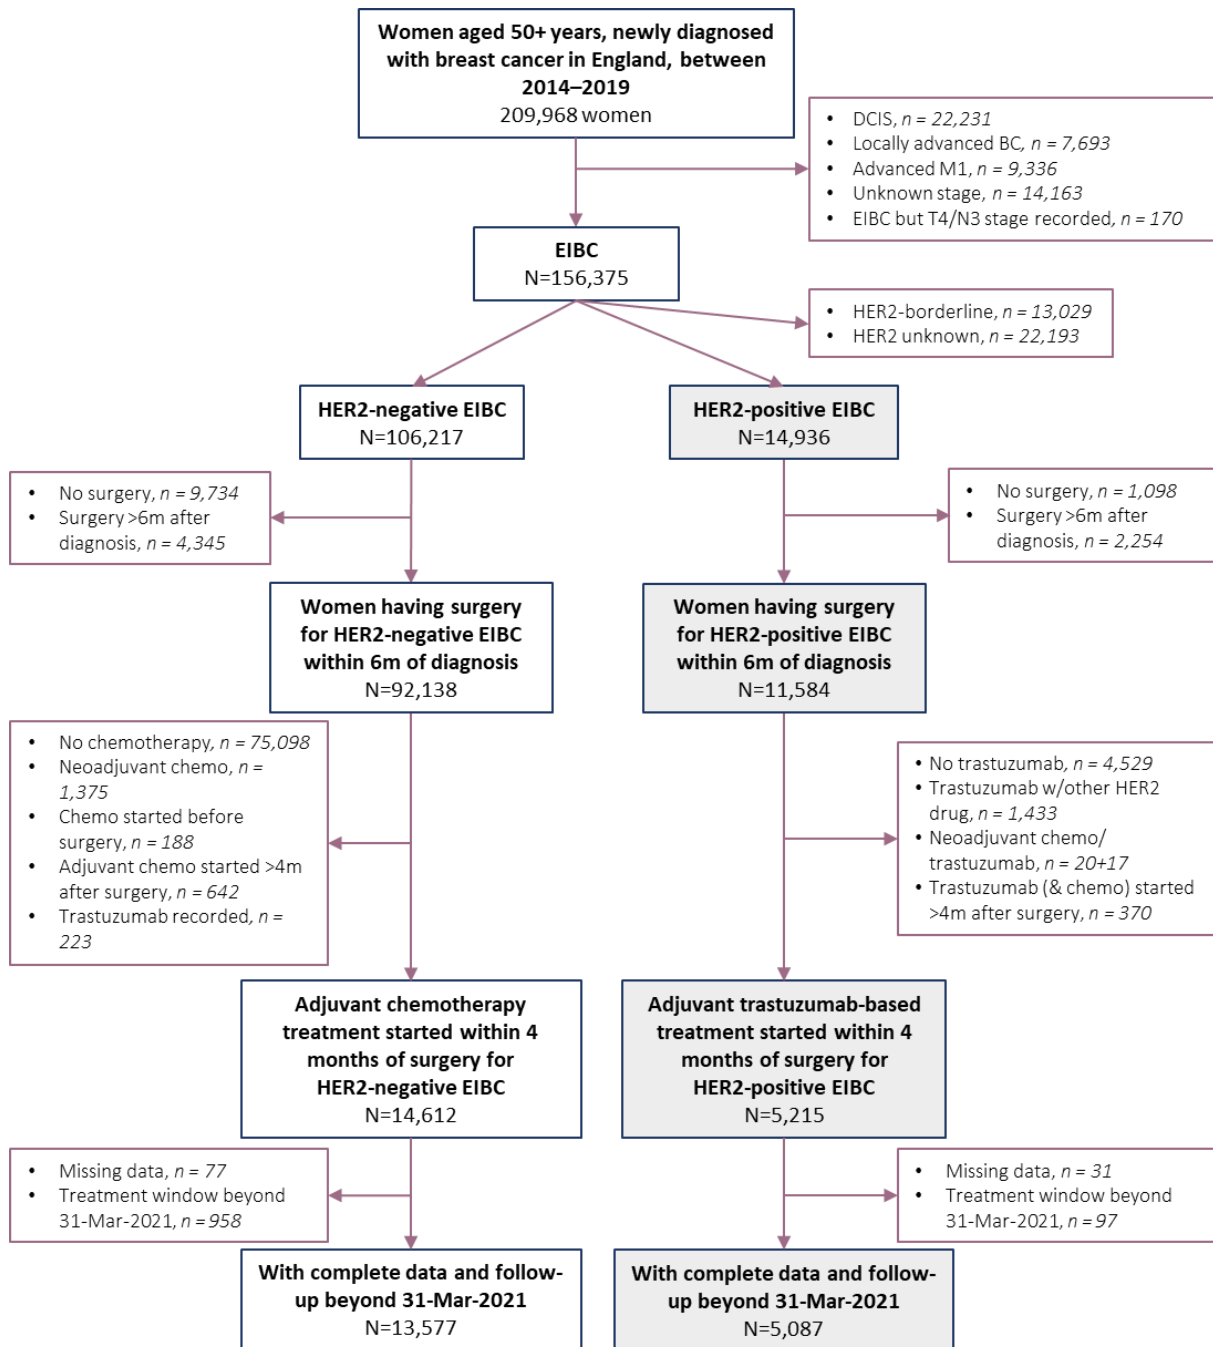 Women aged 50+ years, newly diagnosed
with breast cancer in England, between
2014–2019
209,968 women
• DCIS, n = 22,231
• Locally advanced BC, n = 7,693
• Advanced M1, n = 9,336
• Unknown stage, n = 14,163
• EIBC but T4/N3 stage recorded, n = 170
EIBC
N=156,375
• HER2-borderline, n = 13,029
• HER2 unknown, n = 22,193
HER2-negative EIBC
N=106,217
HER2-positive EIBC
N=14,936
• No surgery, n = 9,734
• Surgery >6m after
diagnosis, n = 4,345
• No surgery, n = 1,098
• Surgery >6m after
diagnosis, n = 2,254
Women having surgery
for HER2-negative EIBC
within 6m of diagnosis
N=92,138
Women having surgery
for HER2-positive EIBC
within 6m of diagnosis
N=11,584
• No chemotherapy, n = 75,098
• Neoadjuvant chemo, n =
1,375
• Chemo started before
surgery, n = 188
• Adjuvant chemo started >4m
after surgery, n = 642
• Trastuzumab recorded, n =
223
• No trastuzumab, n = 4,529
• Trastuzumab w/other HER2
drug, n = 1,433
• Neoadjuvant chemo/
trastuzumab, n = 20+17
• Trastuzumab (& chemo) started
>4m after surgery, n = 370
Adjuvant chemotherapy
treatment started within 4
months of surgery for
HER2-negative EIBC
N=14,612
Adjuvant trastuzumab-based
treatment started within 4
months of surgery for
HER2-positive EIBC
N=5,215
• Missing data, n = 77
• Treatment window beyond
31-Mar-2021, n = 958
• Missing data, n = 31
• Treatment window beyond
31-Mar-2021, n = 97
With complete data and follow-
up beyond 31-Mar-2021
N=13,577
With complete data and follow-
up beyond 31-Mar-2021
N=5,087